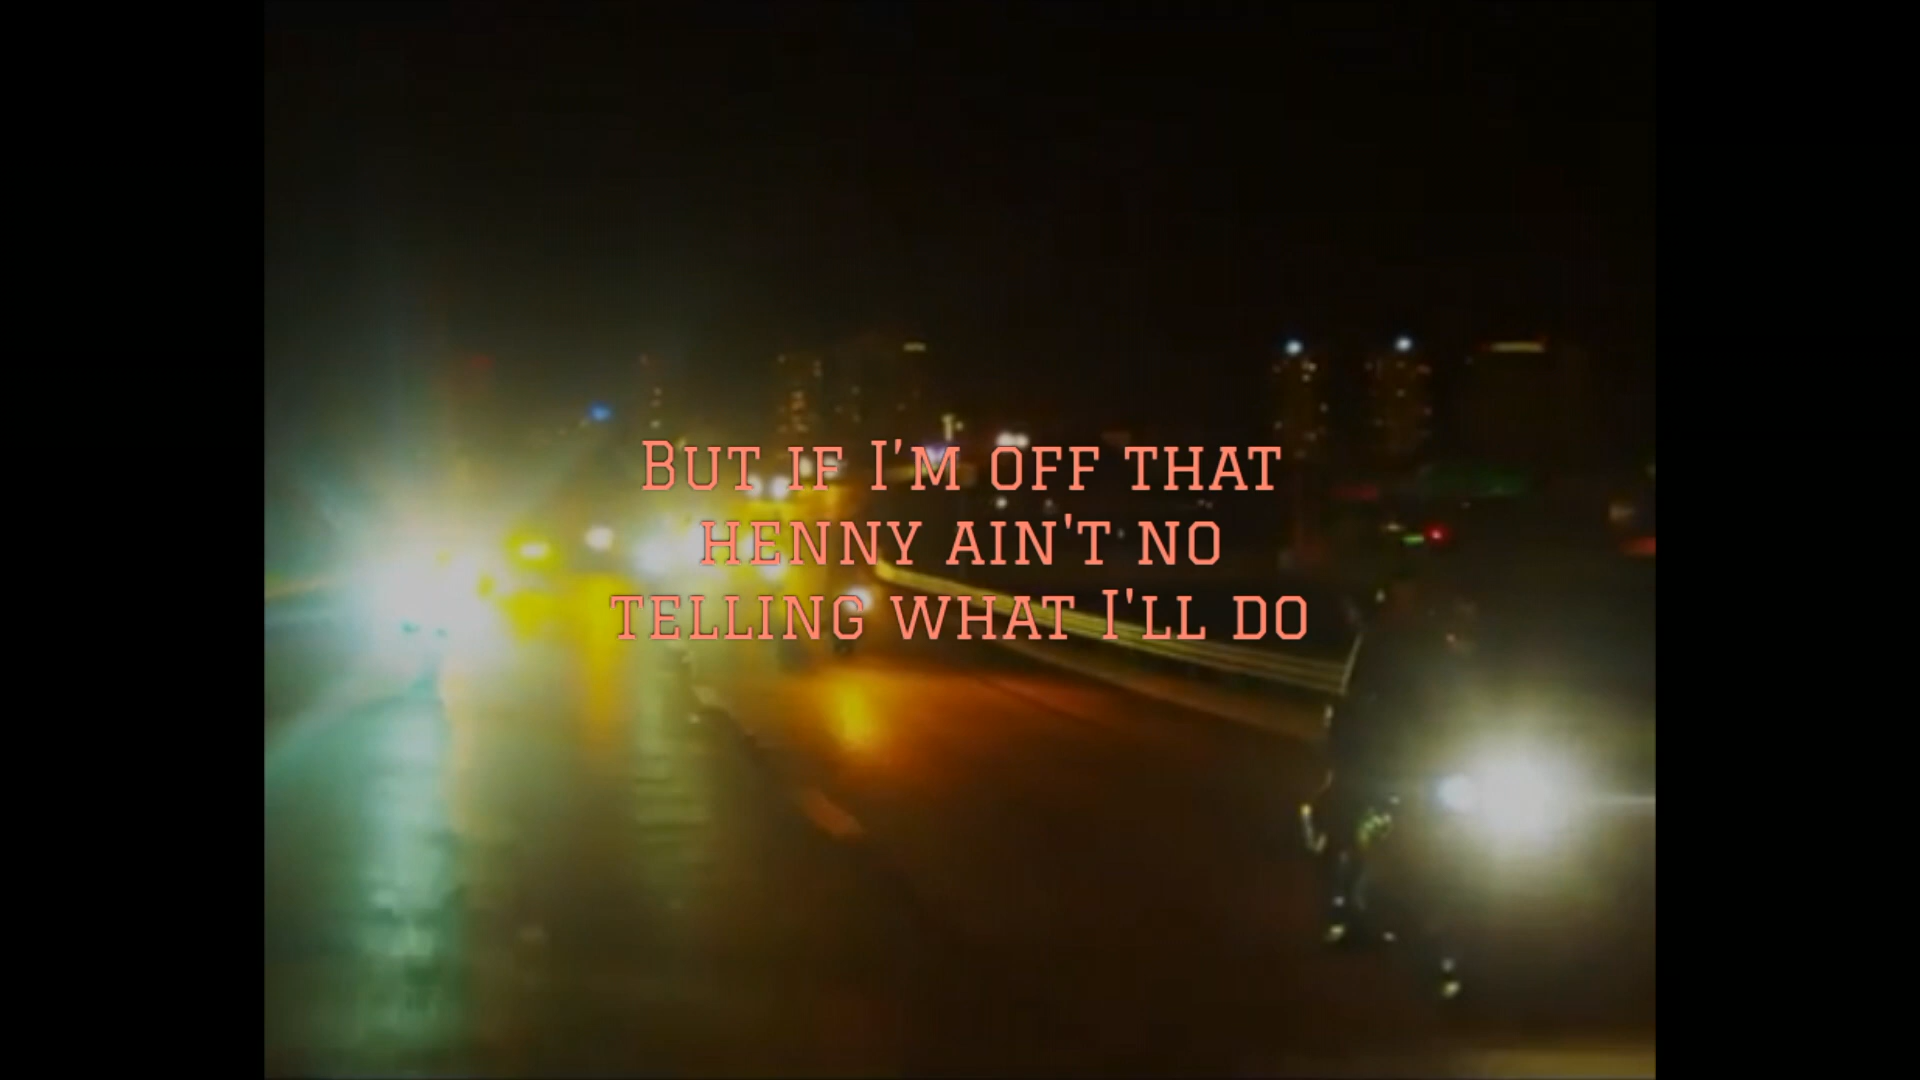 But if I'm off that
henny ain't no
telling what I'll do